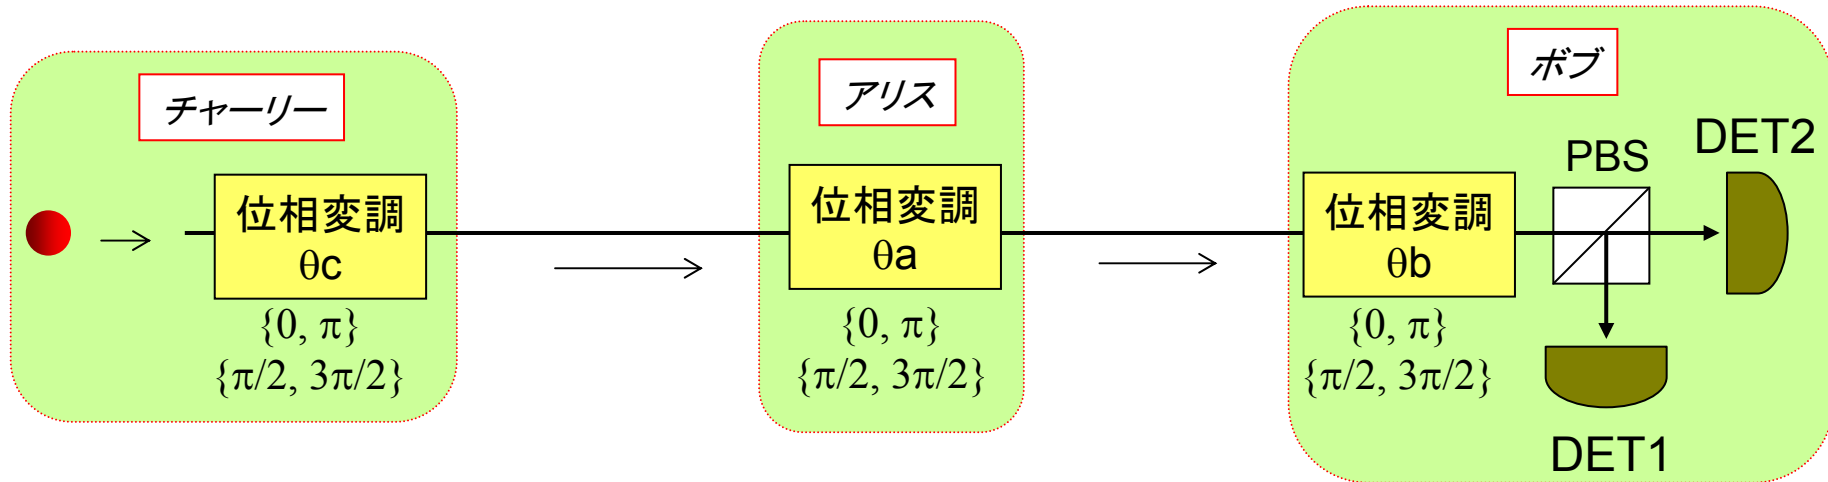 チャーリー
位相変調
θc
{0, π}
{π/2, 3π/2}
アリス
位相変調
θa
{0, π}
{π/2, 3π/2}
ボブ
位相変調
θb
{0, π}
{π/2, 3π/2}
PBS
DET2
DET1